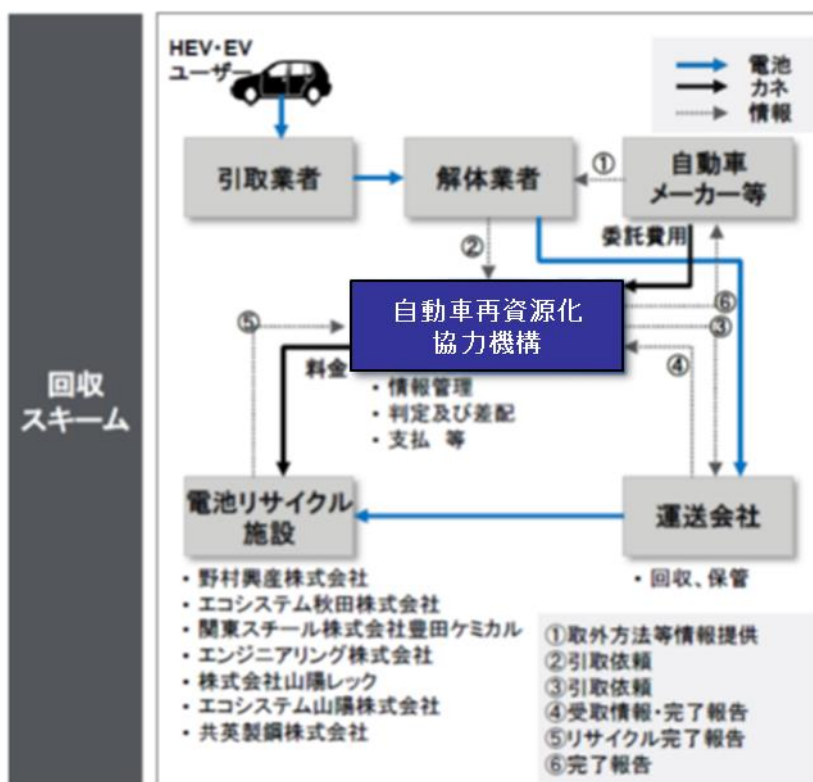 HEV・EV
ユーザー
電池
カネ
情報
引取業者
解体業者
①
自動車
メーカー等
②
委託費用
⑥
③
⑤
自動車再資源化
協力機構
④
料金
・情報管理
・判定及び差配
・支払 等
回収
スキーム
電池リサイクル
施設
運送会社
・野村興産株式会社
・エコシステム秋田株式会社
・関東スチール株式会社豊田ケミカル
・エンジニアリング株式会社
・株式会社山陽レック
・エコシステム山陽株式会社
・共英製鋼株式会社
・回収、保管
①取外方法等情報提供
②引取依頼
③引取依頼
④受取情報・完了報告
⑤リサイクル完了報告
⑥完了報告